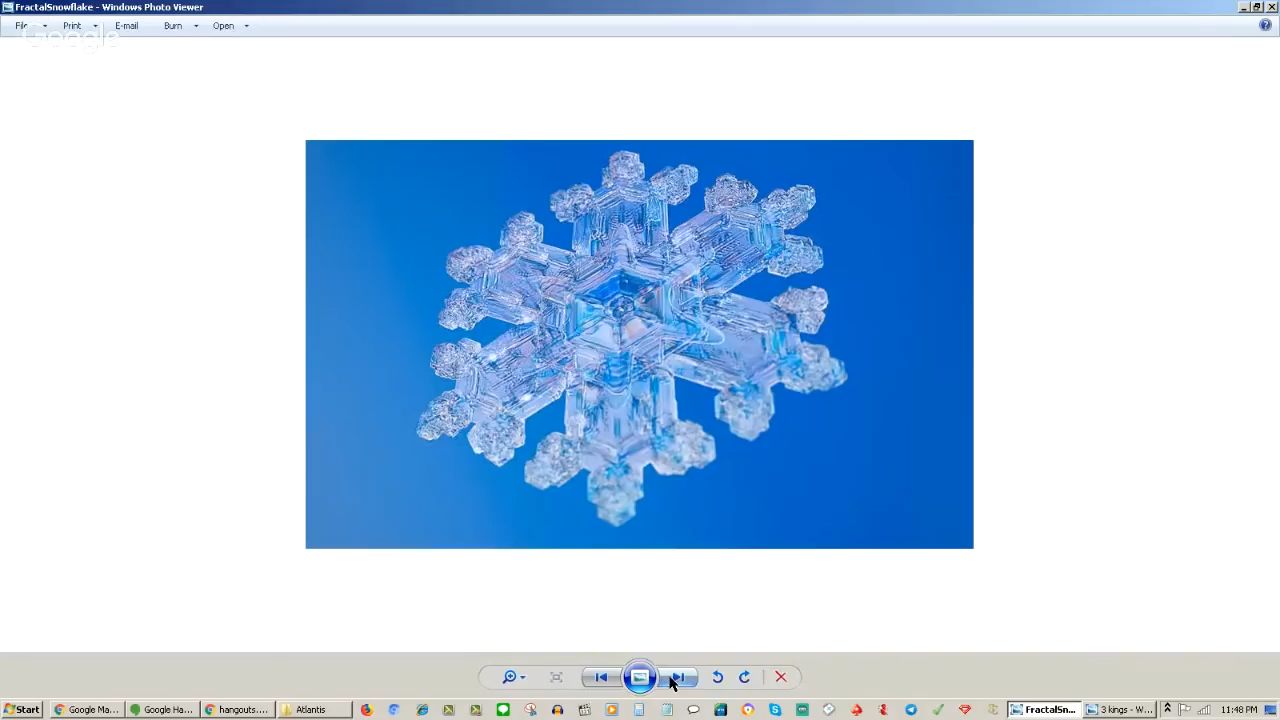 FractalSnowflake - Windows Photo Viewer
File Print E-mail Burn Open
Google
Start Google Ma... Google Ha... hangouts.... Atlantis FractalSn... 3 kings - W... 11:48 PM